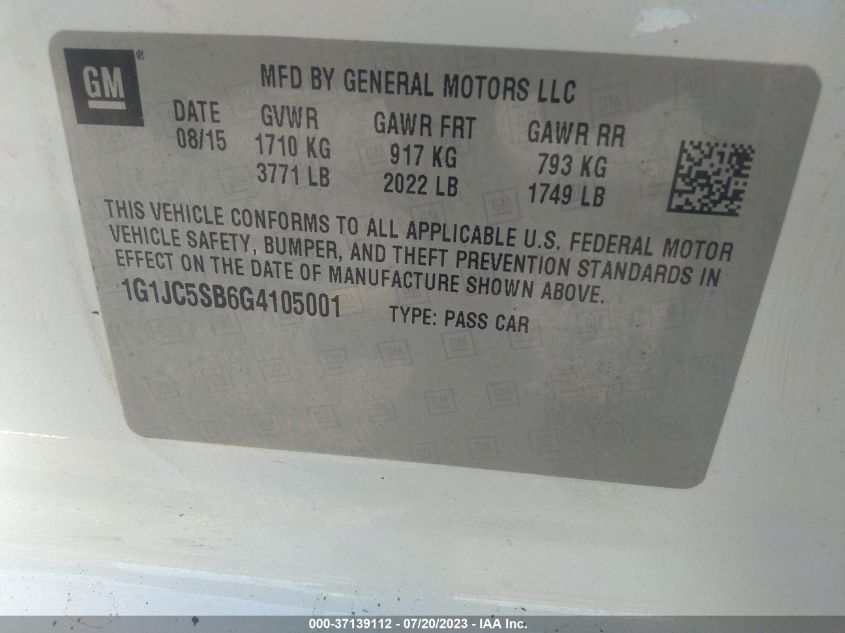 GM®
MFD BY GENERAL MOTORS LLC
DATE GVWR GAWR FRT GAWR RR
08/15 1710 KG 917 KG 793 KG
3771 LB 2022 LB 1749 LB
THIS VEHICLE CONFORMS TO ALL APPLICABLE U.S. FEDERAL MOTOR
VEHICLE SAFETY, BUMPER, AND THEFT PREVENTION STANDARDS IN
EFFECT ON THE DATE OF MANUFACTURE SHOWN ABOVE.
1G1JC5SB6G4105001 TYPE: PASS CAR
000-37139112 - 07/20/2023 - IAA Inc.